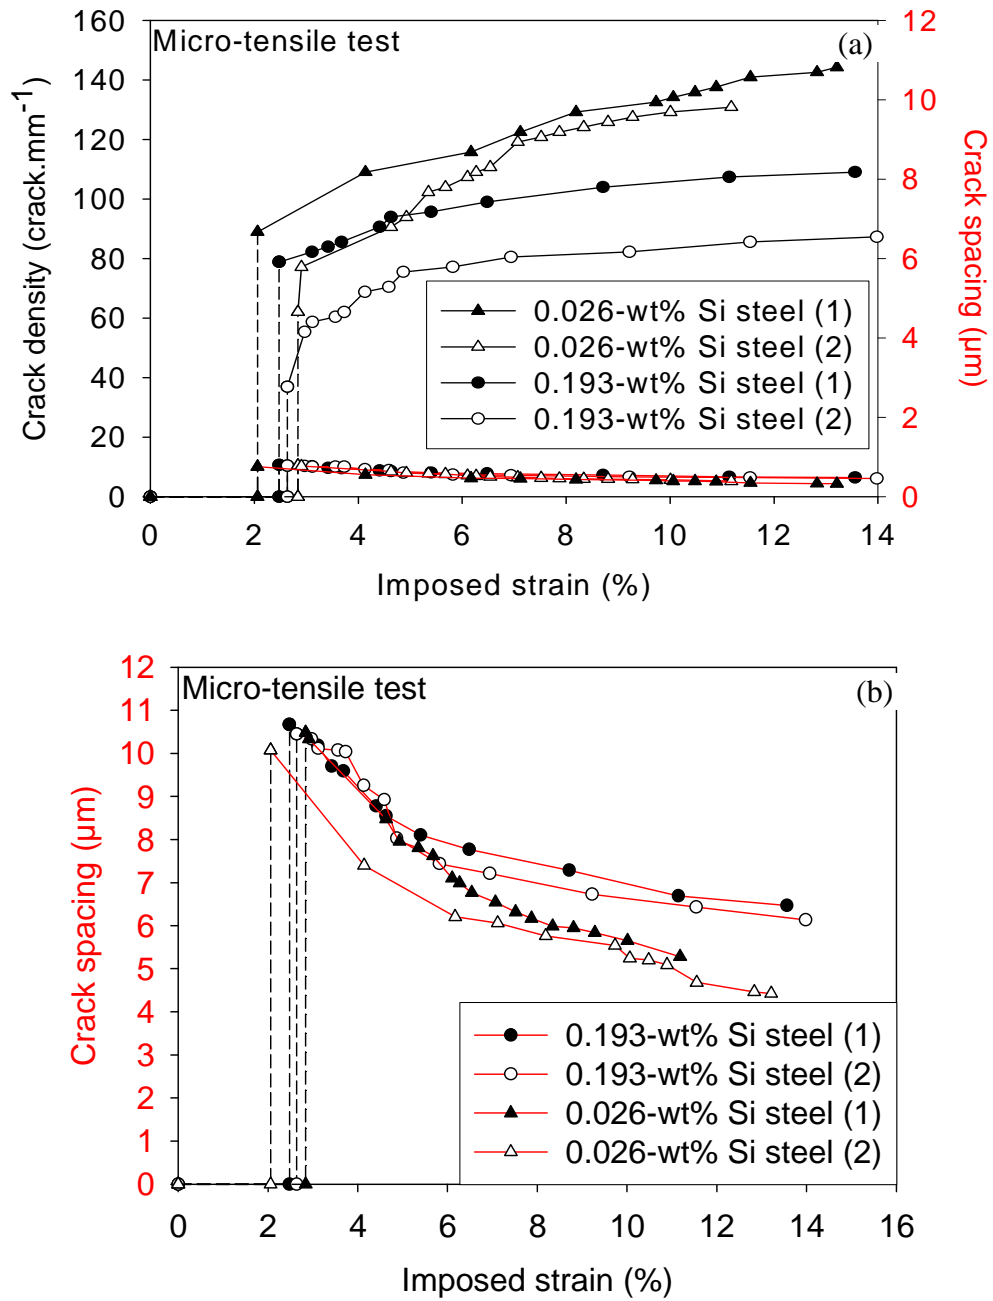 160
140
120
100
80
60
40
20
0
Crack density (crack.mm-1)
Micro-tensile test
(a)
12
10
8
6
4
2
0
Crack spacing (µm)
0.026-wt% Si steel (1)
0.026-wt% Si steel (2)
0.193-wt% Si steel (1)
0.193-wt% Si steel (2)
0 2 4 6 8 10 12 14
Imposed strain (%)
12
11
10
9
8
7
6
5
4
3
2
1
0
Crack spacing (µm)
Micro-tensile test
(b)
0.193-wt% Si steel (1)
0.193-wt% Si steel (2)
0.026-wt% Si steel (1)
0.026-wt% Si steel (2)
0 2 4 6 8 10 12 14 16
Imposed strain (%)